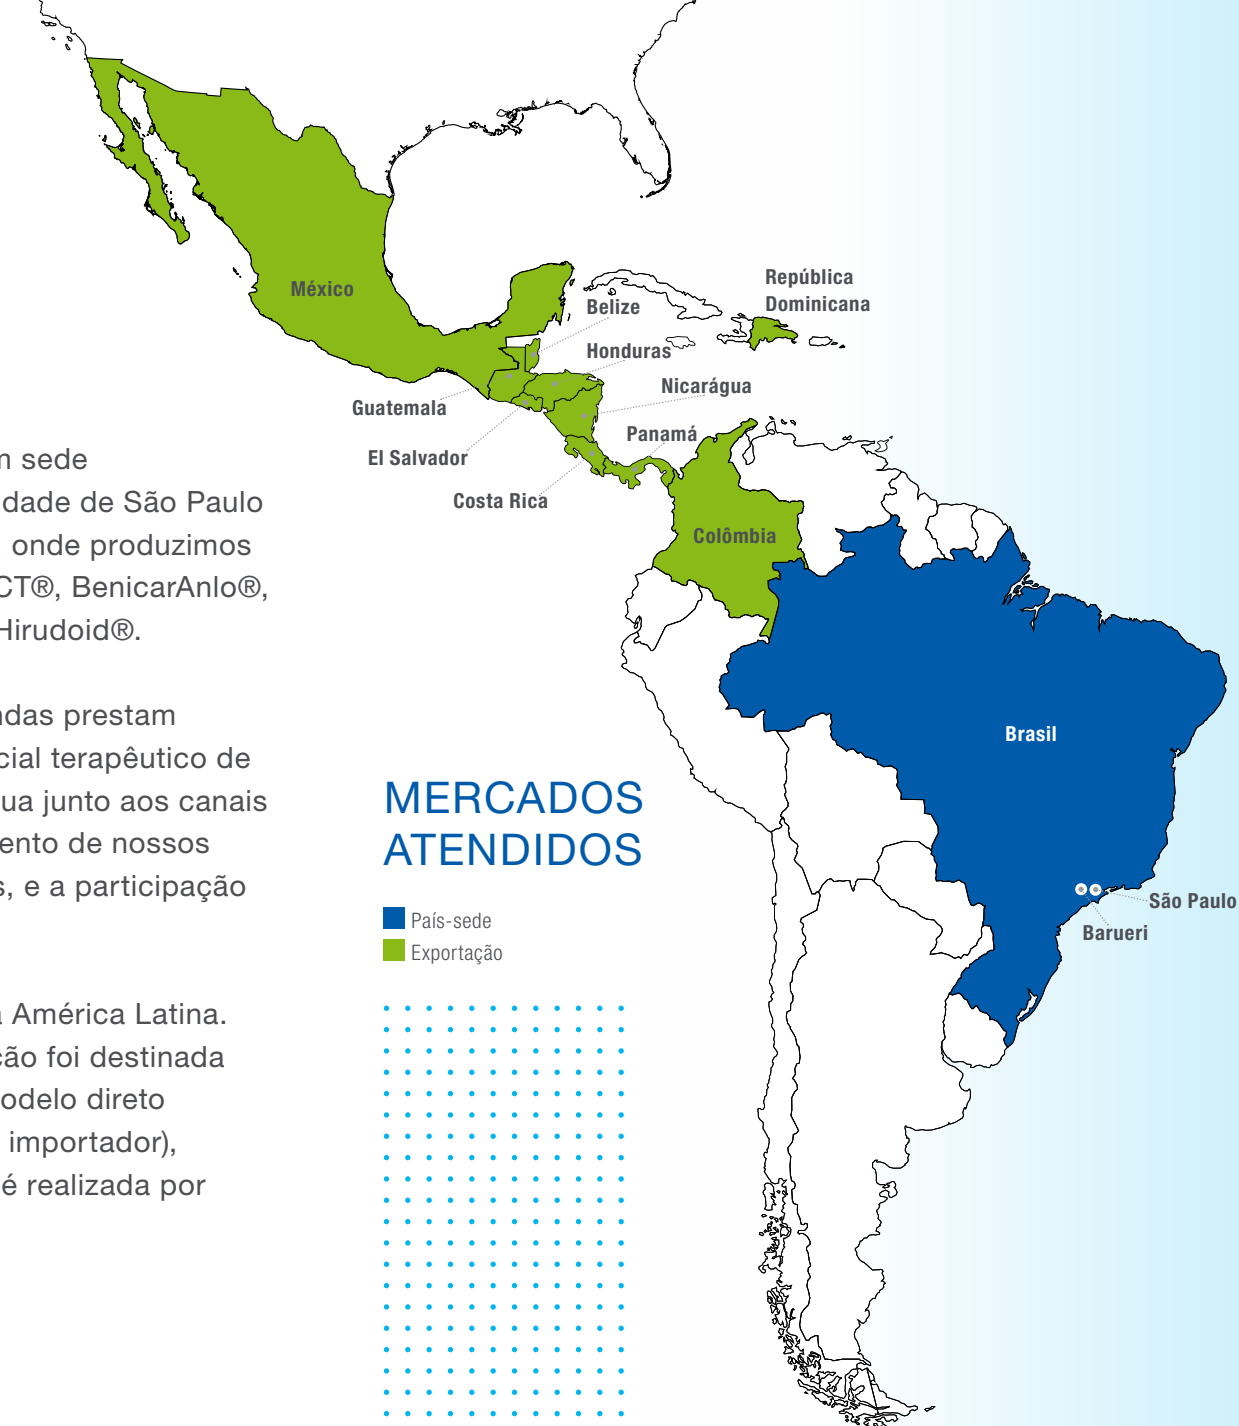 sede
dade de São Paulo
onde produzimos
CT®, BenicarAnlo®,
Hirudoid®.
ndas prestam
cial terapêutico de
ua junto aos canais
ento de nossos
s, e a participação
a América Latina.
ção foi destinada
odelo direto
importador),
é realizada por
México
Belize
República
Dominicana
Honduras
Nicarágua
Guatemala
Panamá
El Salvador
Costa Rica
Colômbia
Brasil
São Paulo
Barueri
MERCADOS
ATENDIDOS
País-sede
Exportação